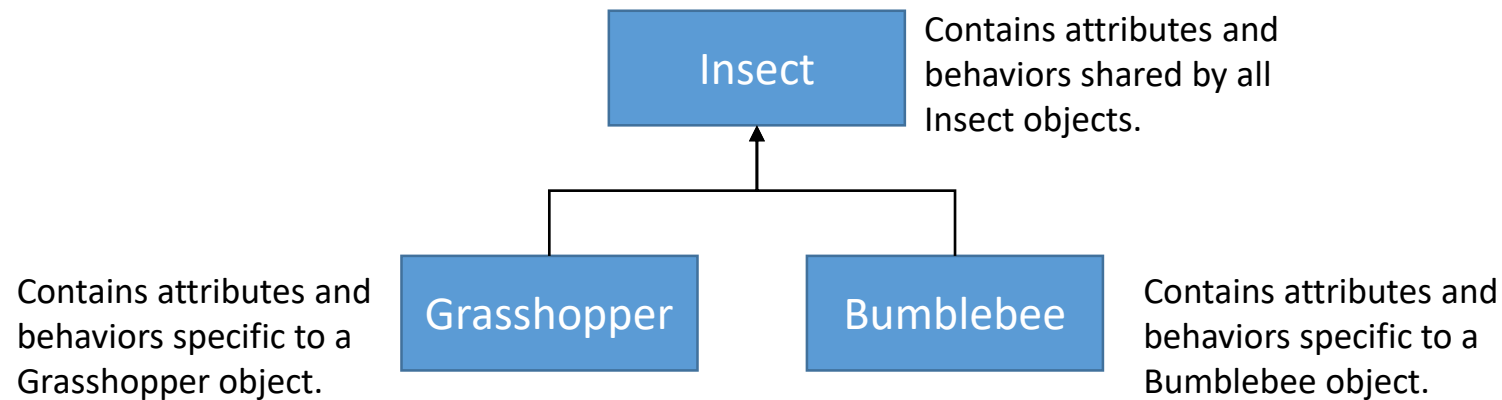 Insect
Contains attributes and
behaviors shared by all
Insect objects.
Contains attributes and
behaviors specific to a
Grasshopper object.
Grasshopper
Bumblebee
Contains attributes and
behaviors specific to a
Bumblebee object.